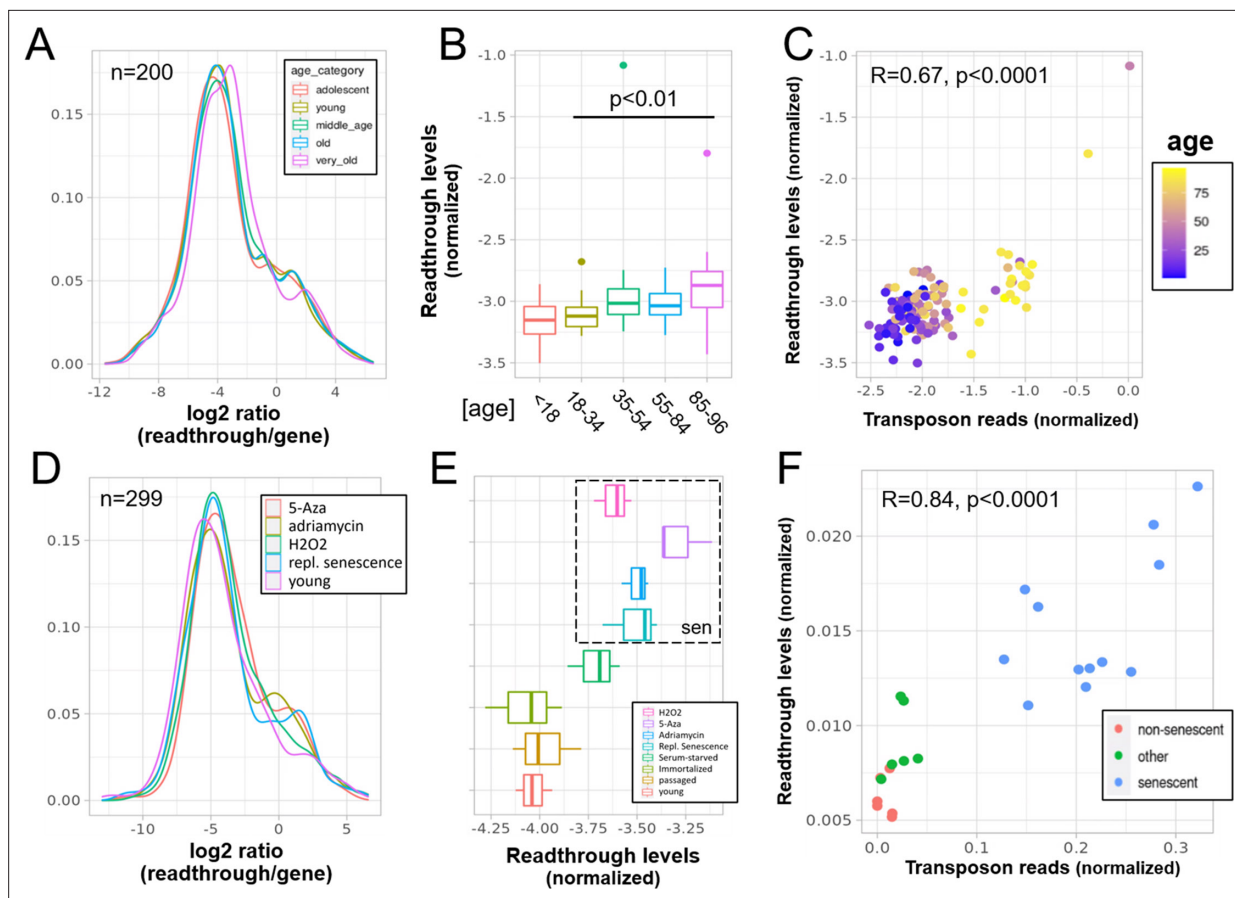 A
n=200
age_category
adolescent
young
middle_age
old
very_old
0.15
0.10
0.05
0.00
-12
-8
-4
0
4
log2 ratio
(readthrough/gene)
B
Readthrough levels
(normalized)
-1.0
-1.5
-2.0
-2.5
-3.0
-3.5
p<0.01
[age]
<18
18-34
35-54
55-84
85-96
C
R=0.67, p<0.0001
Readthrough levels (normalized)
-1.0
-1.5
-2.0
-2.5
-3.0
-3.5
-2.5
-2.0
-1.5
-1.0
-0.5
0.0
Transposon reads (normalized)
age
75
50
25
D
n=299
5-Aza
adriamycin
H2O2
repl. senescence
young
0.15
0.10
0.05
0.00
-10
-5
0
5
log2 ratio
(readthrough/gene)
E
sen
H2O2
5-Aza
Adriamycin
Repl. Senescence
Serum-starved
Immortalized
passaged
young
-4.25
-4.00
-3.75
-3.50
-3.25
Readthrough levels
(normalized)
F
R=0.84, p<0.0001
Readthrough levels (normalized)
0.020
0.015
0.010
0.005
non-senescent
other
senescent
0.0
0.1
0.2
0.3
Transposon reads (normalized)